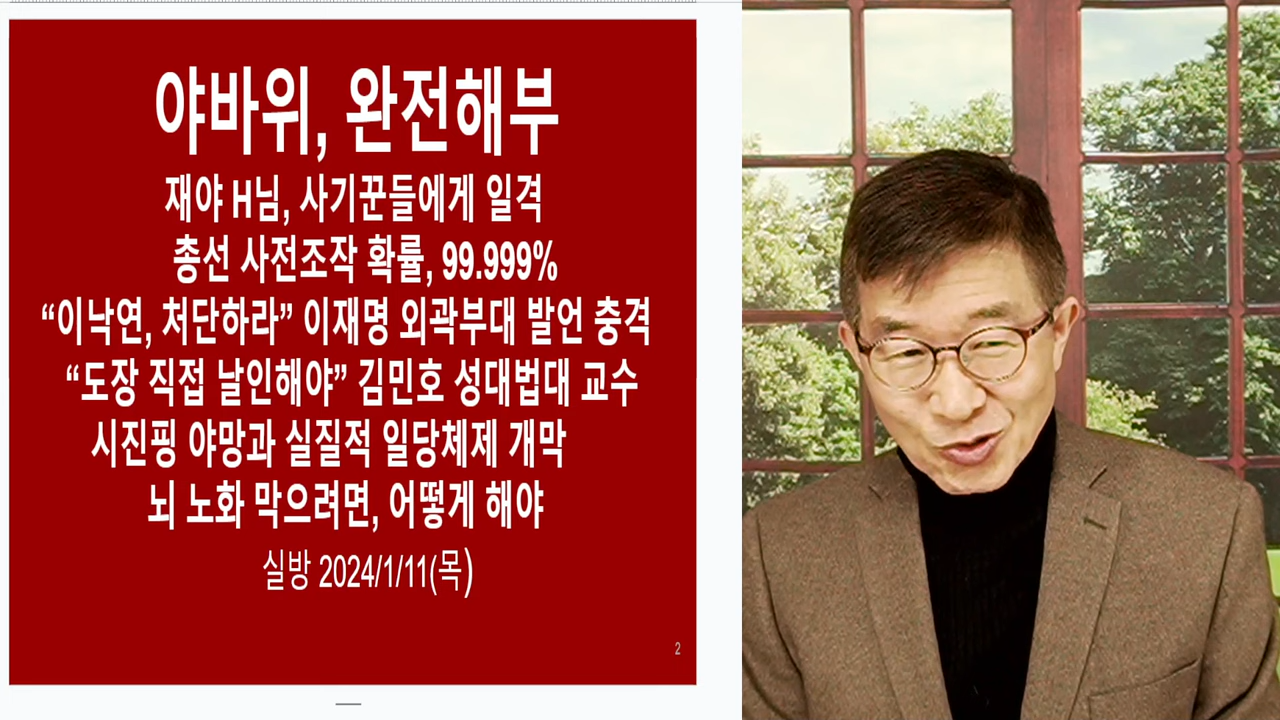 야바위, 완전해부
재야 H님, 사기꾼들에게 일격
총선 사전조작 확률, 99.999%
“이낙연, 처단하라” 이재명 외곽부대 발언 충격
“도장 직접 날인해야” 김민호 성대법대 교수
시진핑 야망과 실질적 일당체제 개막
뇌 노화 막으려면, 어떻게 해야
실방 2024/1/11(목)
2